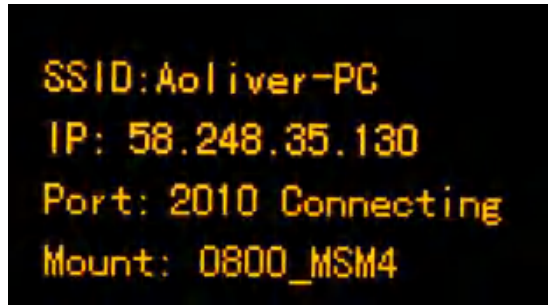 SSID:Aoliver-PC
IP: 58.248.35.130
Port: 2010 Connecting
Mount: 0800_MSM4